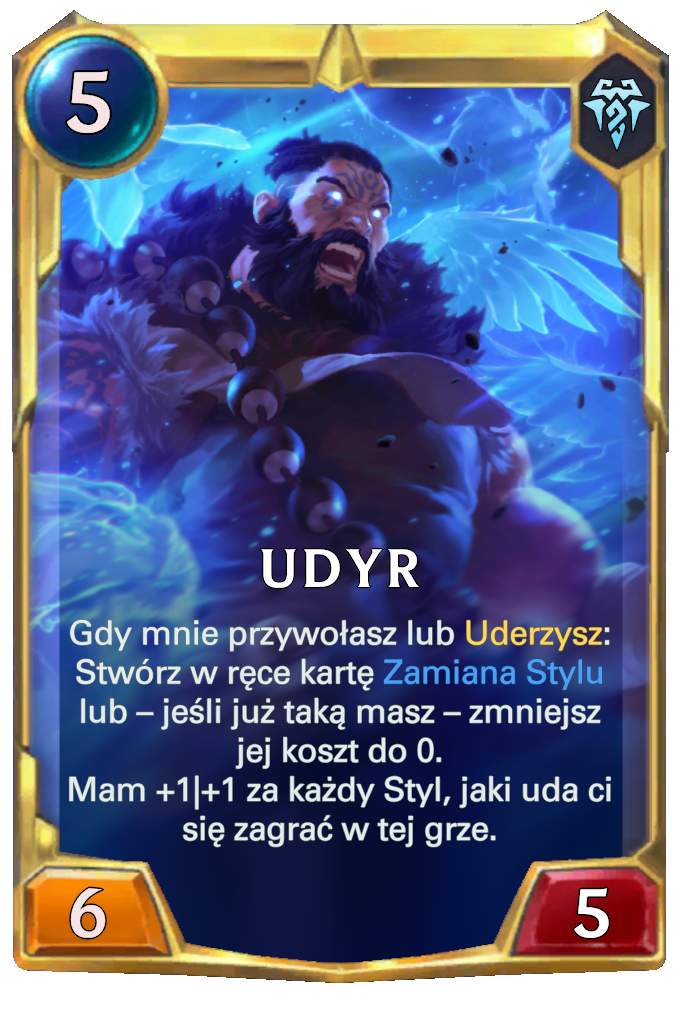 5
UDYR
Gdy mnie przywołasz lub Uderzysz:
Stwórz w ręce kartę Zamiana Stylu
lub – jeśli już taką masz – zmniejsz
jej koszt do 0.
Mam +1|+1 za każdy Styl, jaki uda ci
się zagrać w tej grze.
6
5